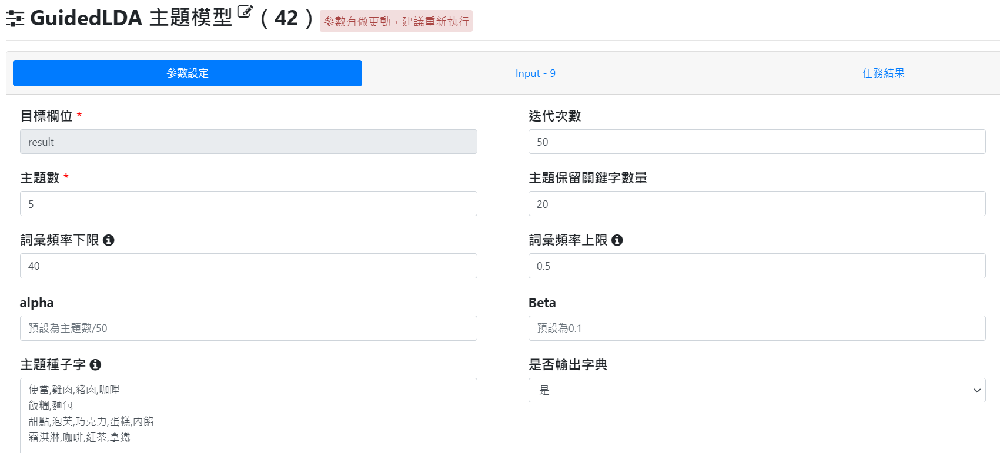 GuidedLDA 主題模型 ( 42 ) 參數有做更動，建議重新執行
參數設定 Input - 9 任務結果
目標欄位 * 迭代次數
result 50
主題數 * 主題保留關鍵字數量
5 20
詞彙頻率下限 詞彙頻率上限
40 0.5
alpha Beta
預設為主題數/50 預設為0.1
主題種子字 是否輸出字典
便當,雞肉,豬肉,咖哩 是
飯糰,麵包
甜點,泡芙,巧克力,蛋糕,內餡
霜淇淋,咖啡,紅茶,拿鐵